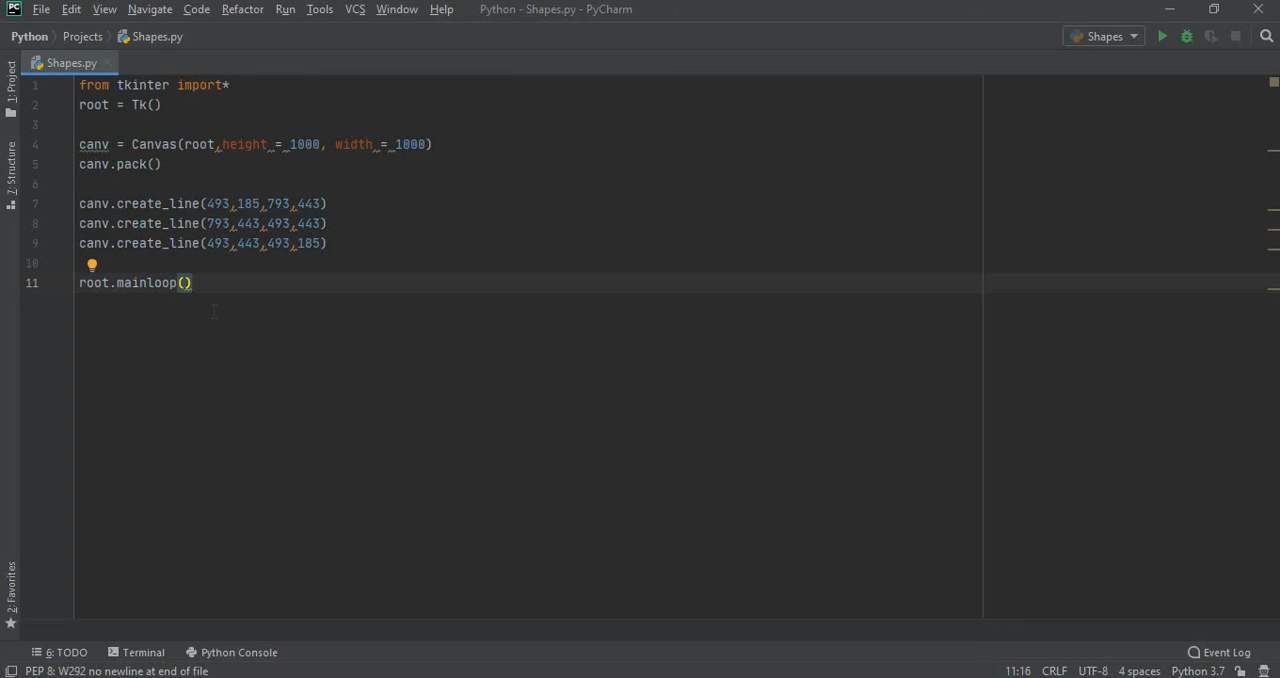 PC File Edit View Navigate Code Refactor Run Tools VCS Window Help Python - Shapes.py - PyCharm
Python Projects Shapes.py Shapes
Shapes.py
1: Project
7: Structure
2: Favorites
1 from tkinter import*
2 root = Tk()
3
4 canv = Canvas(root,height = 1000, width = 1000)
5 canv.pack()
6
7 canv.create_line(493,185,793,443)
8 canv.create_line(793,443,493,443)
9 canv.create_line(493,443,493,185)
10
11 root.mainloop()
6: TODO Terminal Python Console Event Log
PEP 8: W292 no newline at end of file 11:16 CRLF UTF-8 4 spaces Python 3.7